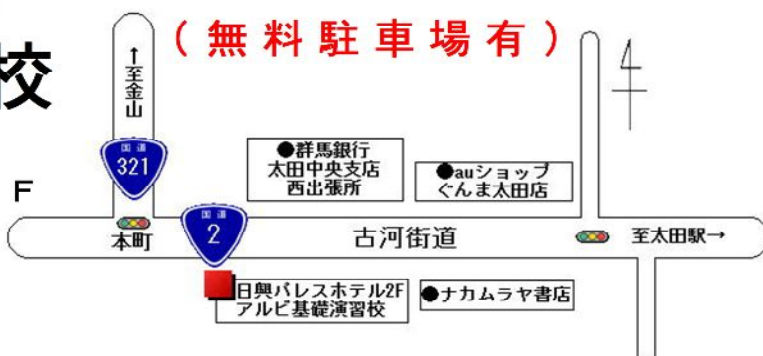 (無料駐車場有)
校
↑至金山
国道
321
●群馬銀行
太田中央支店
西出張所
●auショップ
ぐんま太田店
F
本町
国道
2
古河街道
至太田駅→
日興パレスホテル2F
アルビ基礎演習校
●ナカムラヤ書店